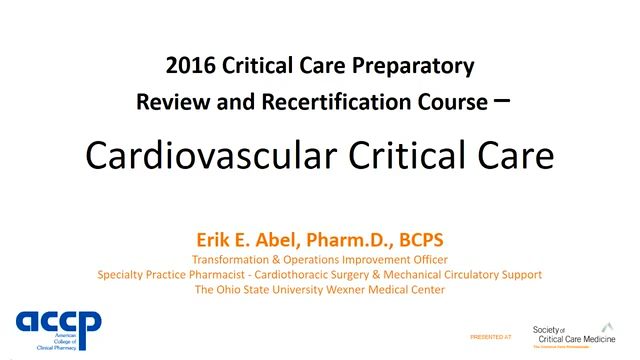 2016 Critical Care Preparatory
Review and Recertification Course –
Cardiovascular Critical Care
Erik E. Abel, Pharm.D., BCPS
Transformation & Operations Improvement Officer
Specialty Practice Pharmacist - Cardiothoracic Surgery & Mechanical Circulatory Support
The Ohio State University Wexner Medical Center
accp
American
College of
Clinical Pharmacy
PRESENTED AT
Society of
Critical Care Medicine